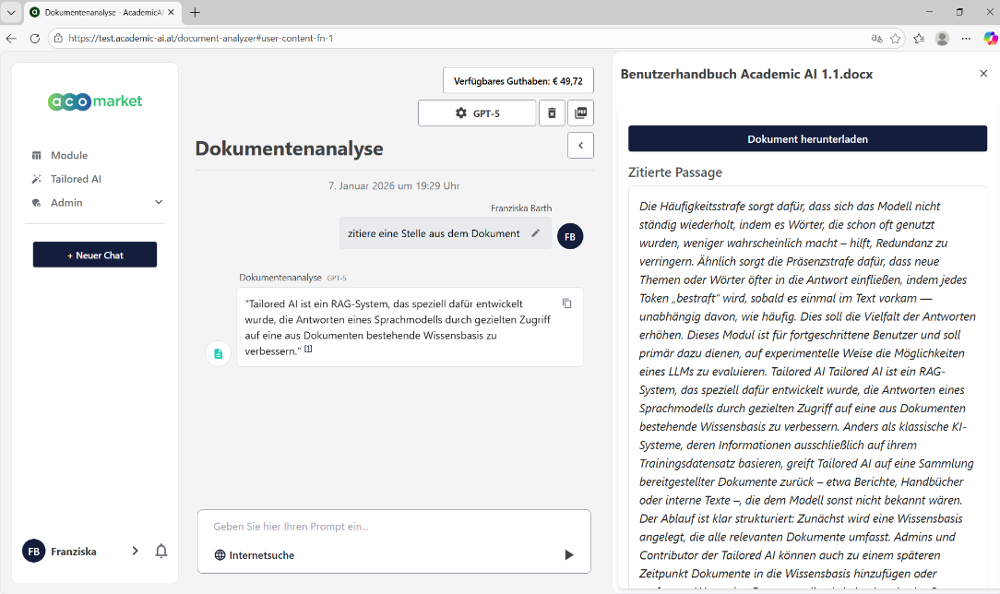 Dokumentenanalyse - AcademicAI
https://test.academic-ai.at/document-analyzer#user-content-fn-1
acomarket
Module
Tailored AI
Admin
+ Neuer Chat
FB
Franziska
Verfügbares Guthaben: € 49,72
GPT-5
PDF
Dokumentenanalyse
7. Januar 2026 um 19:29 Uhr
Franziska Barth
zitiere eine Stelle aus dem Dokument
FB
Dokumentenanalyse GPT-5
"Tailored AI ist ein RAG-System, das speziell dafür entwickelt
wurde, die Antworten eines Sprachmodells durch gezielten Zugriff
auf eine aus Dokumenten bestehende Wissensbasis zu
verbessern." [1]
Geben Sie hier Ihren Prompt ein...
Internetsuche
Benutzerhandbuch Academic AI 1.1.docx
Dokument herunterladen
Zitierte Passage
Die Häufigkeitsstrafe sorgt dafür, dass sich das Modell nicht
ständig wiederholt, indem es Wörter, die schon oft genutzt
wurden, weniger wahrscheinlich macht – hilft, Redundanz zu
verringern. Ähnlich sorgt die Präsenzstrafe dafür, dass neue
Themen oder Wörter öfter in die Antwort einfließen, indem jedes
Token „bestraft" wird, sobald es einmal im Text vorkam —
unabhängig davon, wie häufig. Dies soll die Vielfalt der Antworten
erhöhen. Dieses Modul ist für fortgeschrittene Benutzer und soll
primär dazu dienen, auf experimentelle Weise die Möglichkeiten
eines LLMs zu evaluieren. Tailored AI Tailored AI ist ein RAG-
System, das speziell dafür entwickelt wurde, die Antworten eines
Sprachmodells durch gezielten Zugriff auf eine aus Dokumenten
bestehende Wissensbasis zu verbessern. Anders als klassische KI-
Systeme, deren Informationen ausschließlich auf ihrem
Trainingsdatensatz basieren, greift Tailored AI auf eine Sammlung
bereitgestellter Dokumente zurück – etwa Berichte, Handbücher
oder interne Texte –, die dem Modell sonst nicht bekannt wären.
Der Ablauf ist klar strukturiert: Zunächst wird eine Wissensbasis
angelegt, die alle relevanten Dokumente umfasst. Admins und
Contributor der Tailored AI können auch zu einem späteren
Zeitpunkt Dokumente in die Wissensbasis hinzufügen oder